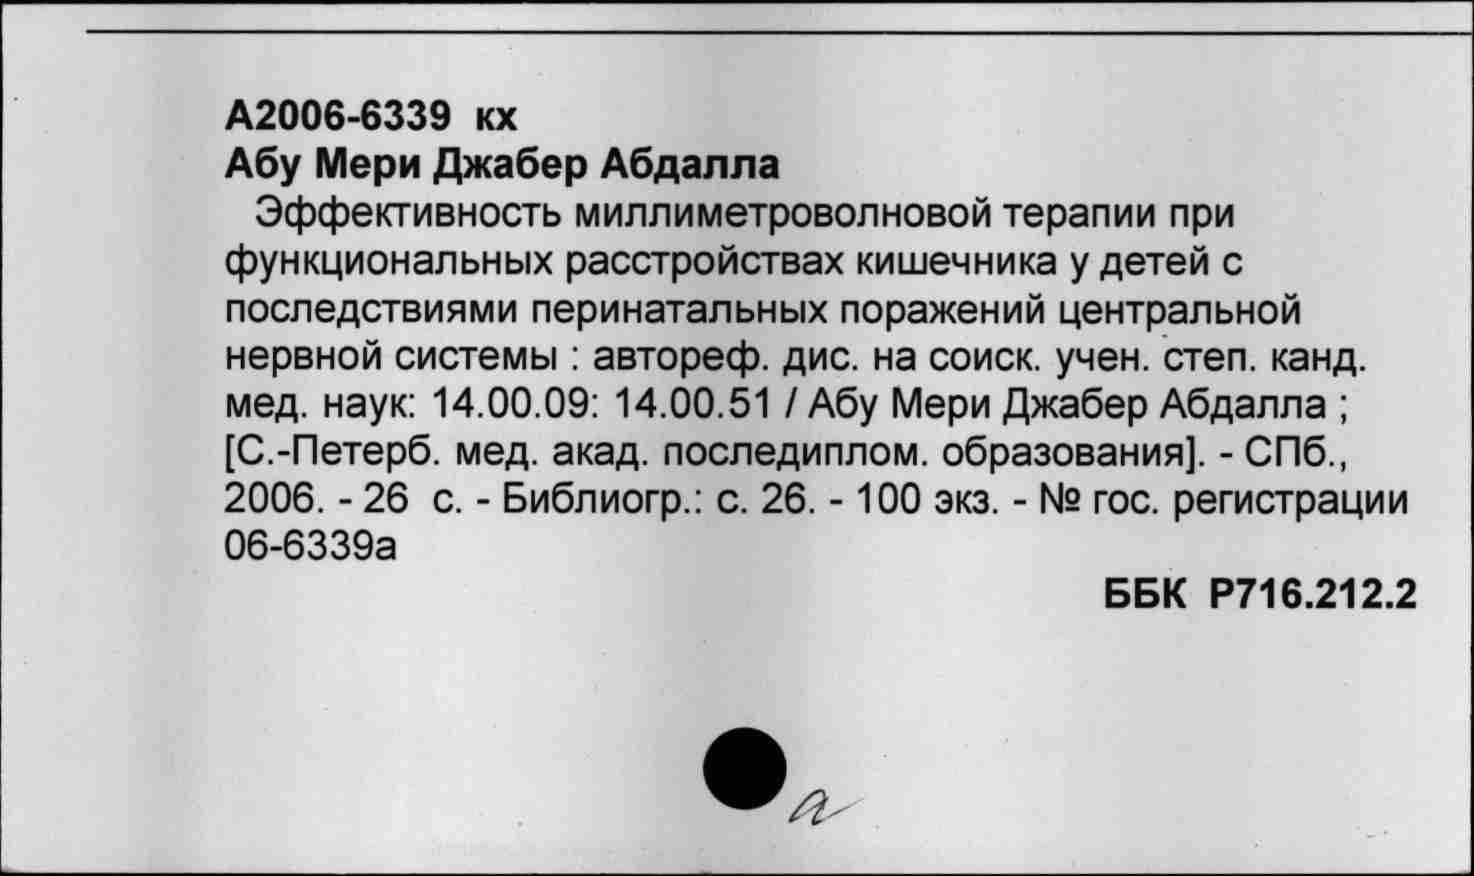 А2006-6339 кх
Абу Мери Джабер Абдалла
Эффективность миллиметроволновой терапии при
функциональных расстройствах кишечника у детей с
последствиями перинатальных поражений центральной
нервной системы : автореф. дис. на соиск. учен. степ. канд.
мед. наук: 14.00.09: 14.00.51 / Абу Мери Джабер Абдалла ;
[С.-Петерб. мед. акад. последиплом. образования]. - СПб.,
2006. - 26 с. - Библиогр.: с. 26. - 100 экз. - № гос. регистрации
06-6339а
ББК Р716.212.2
а